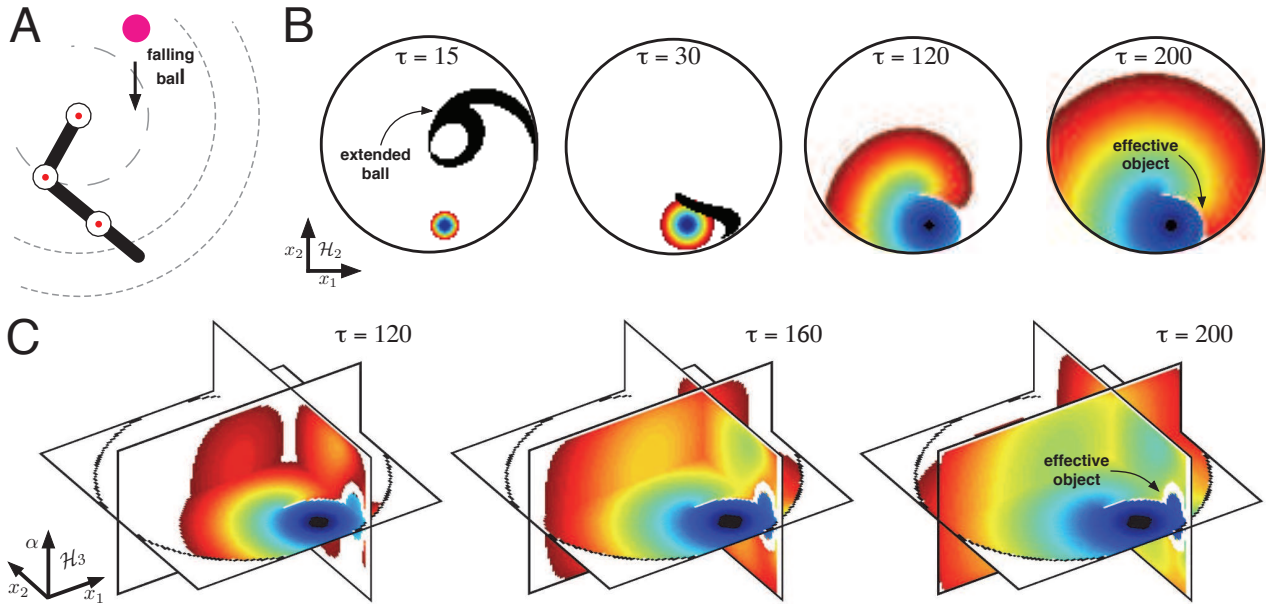 A
falling
ball
B
τ = 15
τ = 30
τ = 120
τ = 200
extended
ball
effective
object
x₂
ℋ₂
x₁
C
τ = 120
τ = 160
τ = 200
effective
object
α
ℋ₃
x₂
x₁